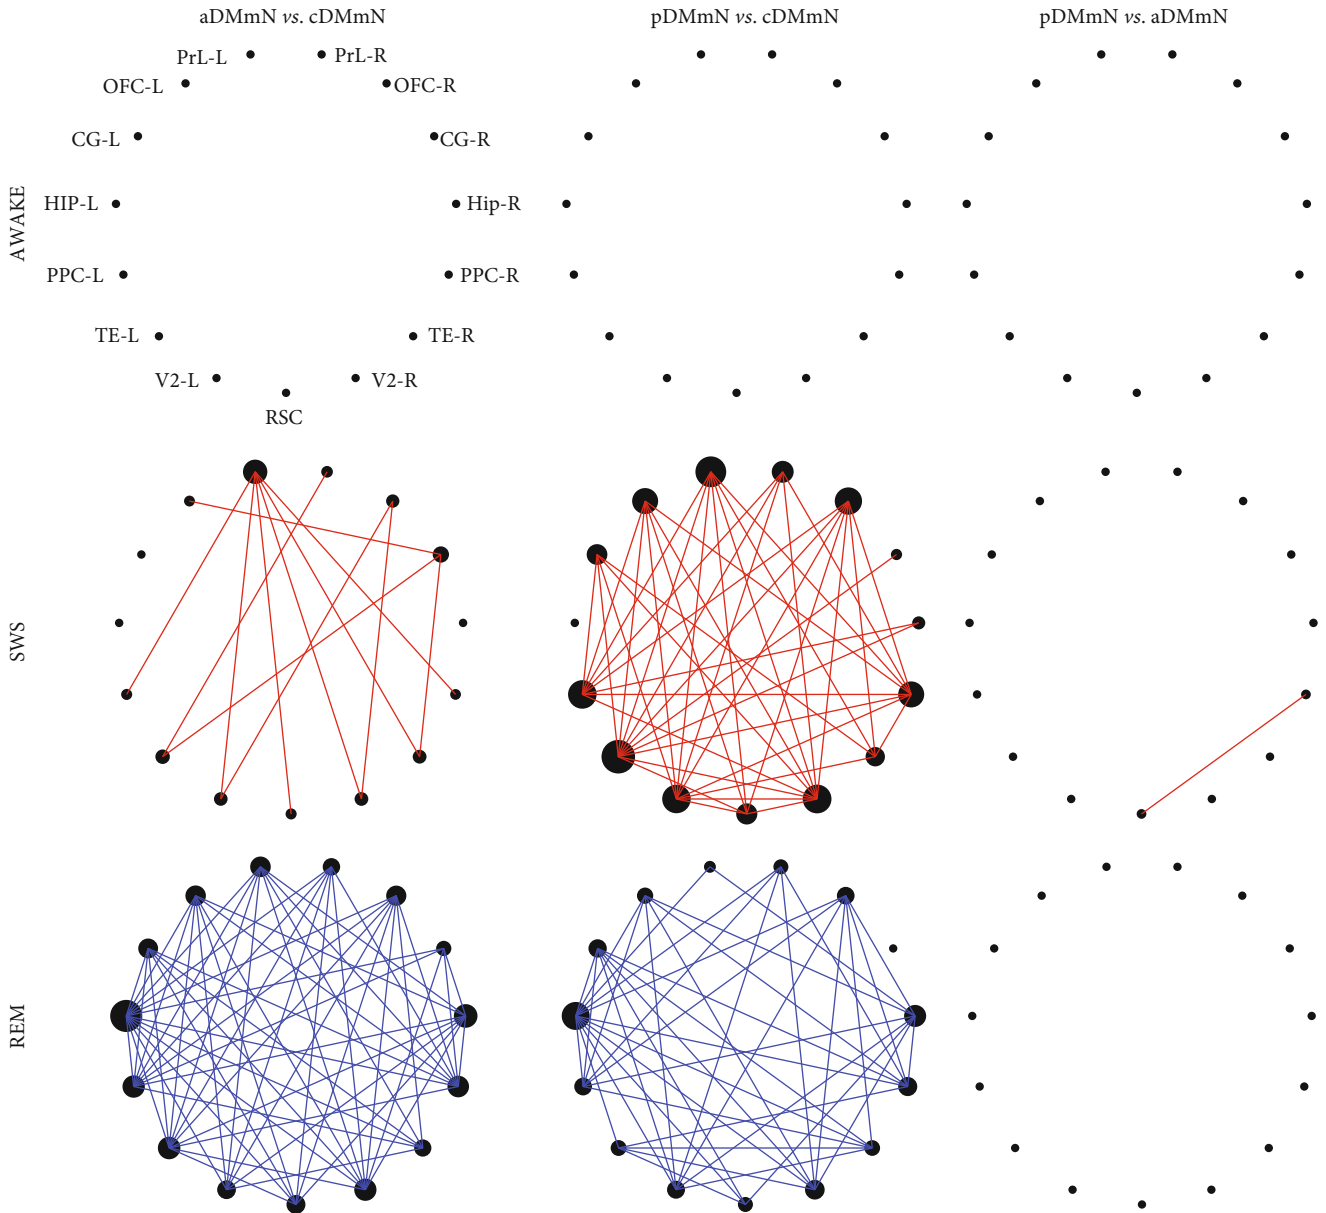 aDMmN vs. cDMmN
pDMmN vs. cDMmN
pDMmN vs. aDMmN
AWAKE
PrL-L
PrL-R
OFC-L
OFC-R
CG-L
CG-R
HIP-L
Hip-R
PPC-L
PPC-R
TE-L
TE-R
V2-L
V2-R
RSC
SWS
REM